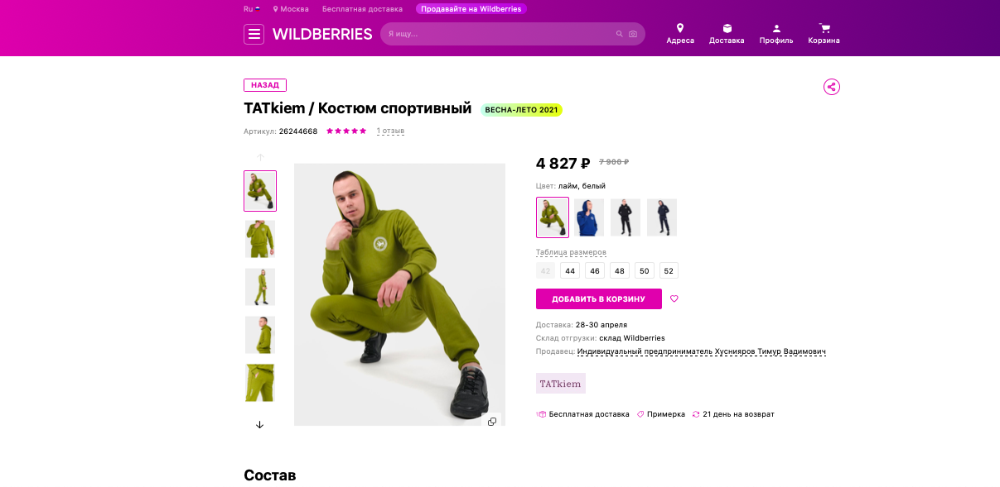 Ru Москва Бесплатная доставка Продавайте на Wildberries
WILDBERRIES Я ищу... Адреса Доставка Профиль Корзина
НАЗАД
TATkiem / Костюм спортивный ВЕСНА-ЛЕТО 2021
Артикул: 26244668 1 отзыв
4 827 ₽ 7 900 ₽
Цвет: лайм, белый
Таблица размеров
42 44 46 48 50 52
ДОБАВИТЬ В КОРЗИНУ
Доставка: 28-30 апреля
Склад отгрузки: склад Wildberries
Продавец: Индивидуальный предприниматель Хуснияров Тимур Вадимович
TATkiem
Бесплатная доставка Примерка 21 день на возврат
Состав